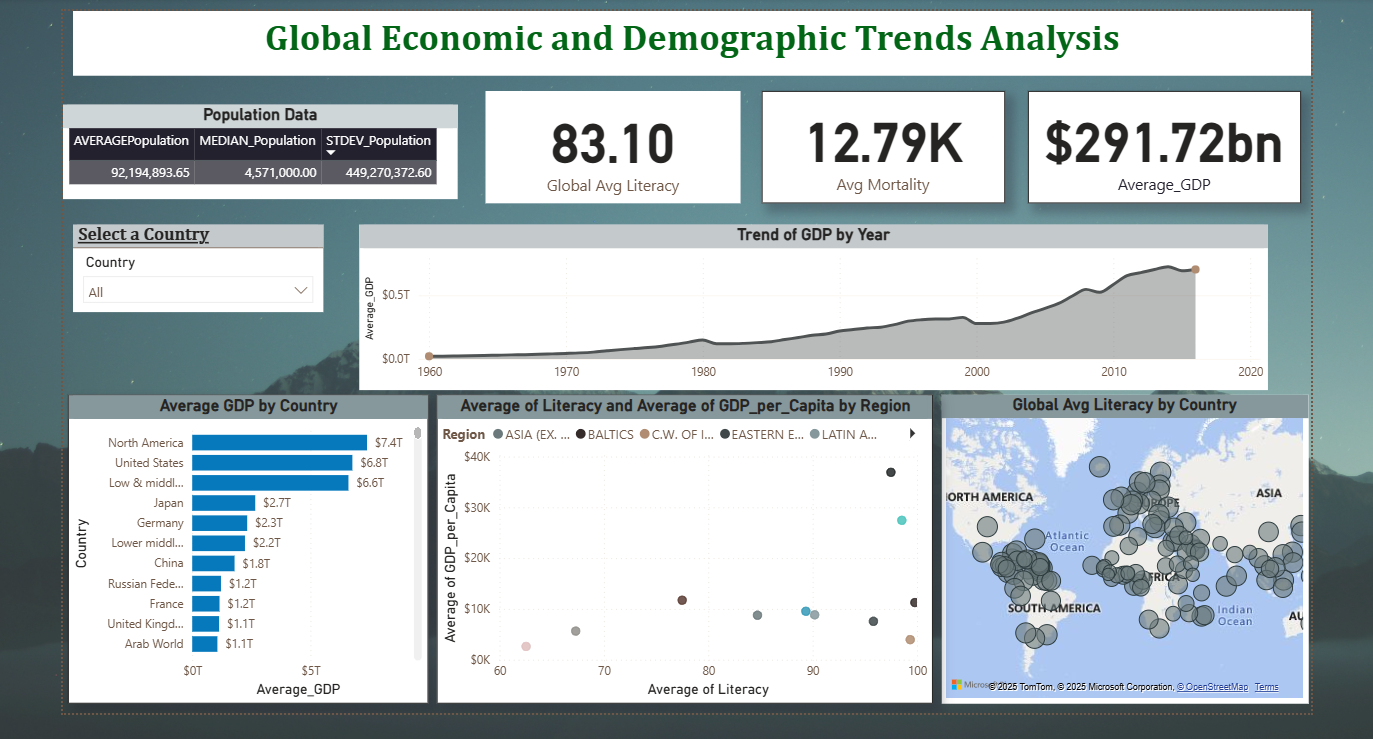 Global Economic and Demographic Trends Analysis
Population Data
AVERAGEPopulation MEDIAN_Population STDEV_Population
92,194,893.65 4,571,000.00 449,270,372.60
83.10
Global Avg Literacy
12.79K
Avg Mortality
$291.72bn
Average_GDP
Select a Country
Country
All
Trend of GDP by Year
Average_GDP
$0.5T
$0.0T
1960 1970 1980 1990 2000 2010 2020
Average GDP by Country
Country
North America $7.4T
United States $6.8T
Low & middl... $6.6T
Japan $2.7T
Germany $2.3T
Lower middl... $2.2T
China $1.8T
Russian Fede... $1.2T
France $1.2T
United Kingd... $1.1T
Arab World $1.1T
$0T $5T
Average_GDP
Average of Literacy and Average of GDP_per_Capita by Region
Region ASIA (EX. ... BALTICS C.W. OF I... EASTERN E... LATIN A...
Average of GDP_per_Capita
$40K
$30K
$20K
$10K
$0K
60 70 80 90 100
Average of Literacy
Global Avg Literacy by Country
ORTH AMERICA
ASIA
OPE
Atlantic
Ocean
FRICA
SOUTH AMERICA
Indian
Ocean
AU
Micros
© 2025 TomTom, © 2025 Microsoft Corporation, © OpenStreetMap Terms